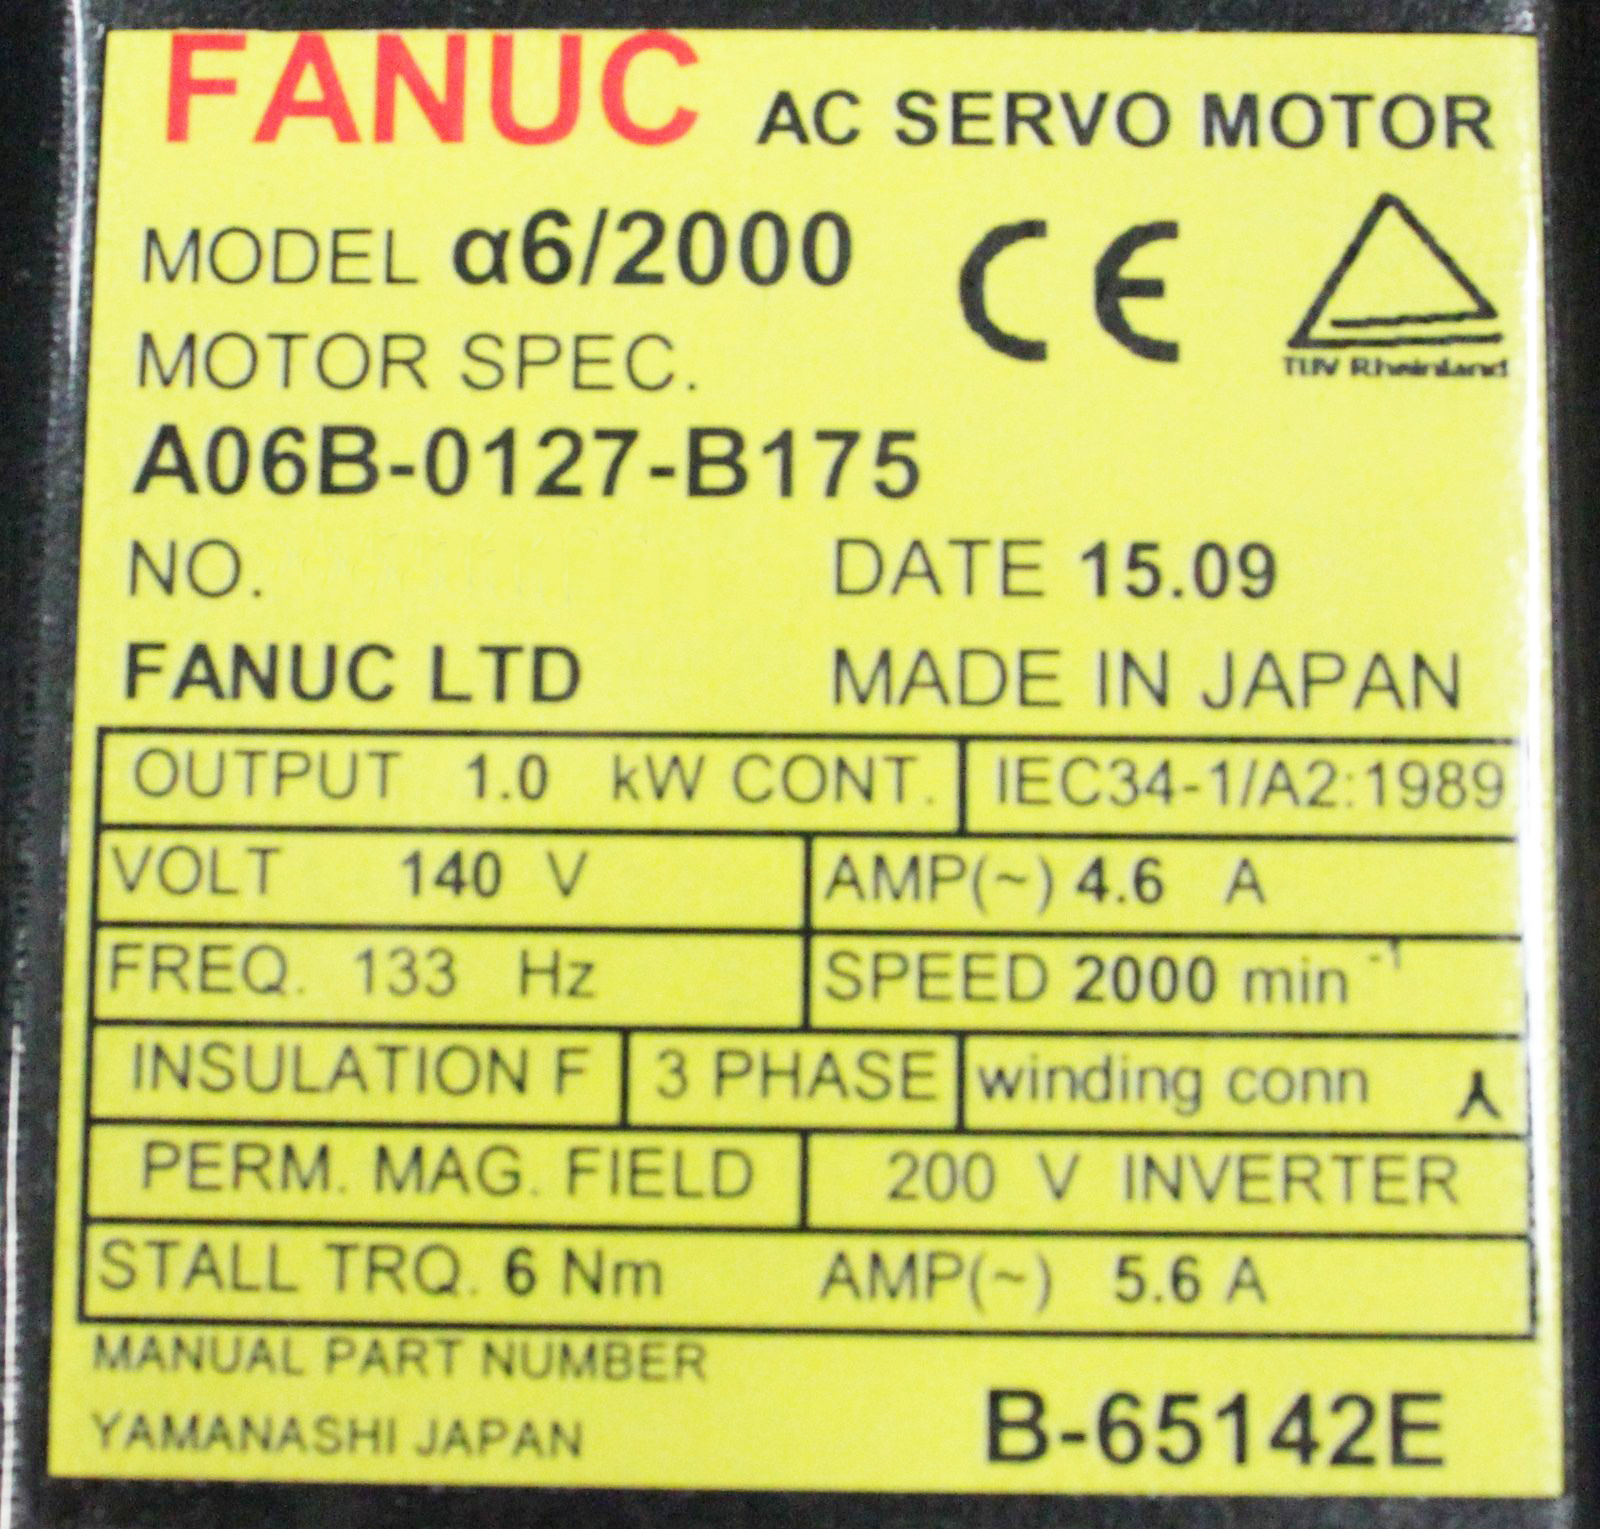 FANUC AC SERVO MOTOR
MODEL α6/2000
CE
TUV Rheinland
MOTOR SPEC.
A06B-0127-B175
NO. DATE 15.09
FANUC LTD MADE IN JAPAN
OUTPUT 1.0 kW CONT. IEC34-1/A2:1989
VOLT 140 V AMP(~) 4.6 A
FREQ. 133 Hz SPEED 2000 min⁻¹
INSULATION F 3 PHASE winding conn
PERM. MAG. FIELD 200 V INVERTER
STALL TRQ. 6 Nm AMP(~) 5.6 A
MANUAL PART NUMBER
YAMANASHI JAPAN B-65142E